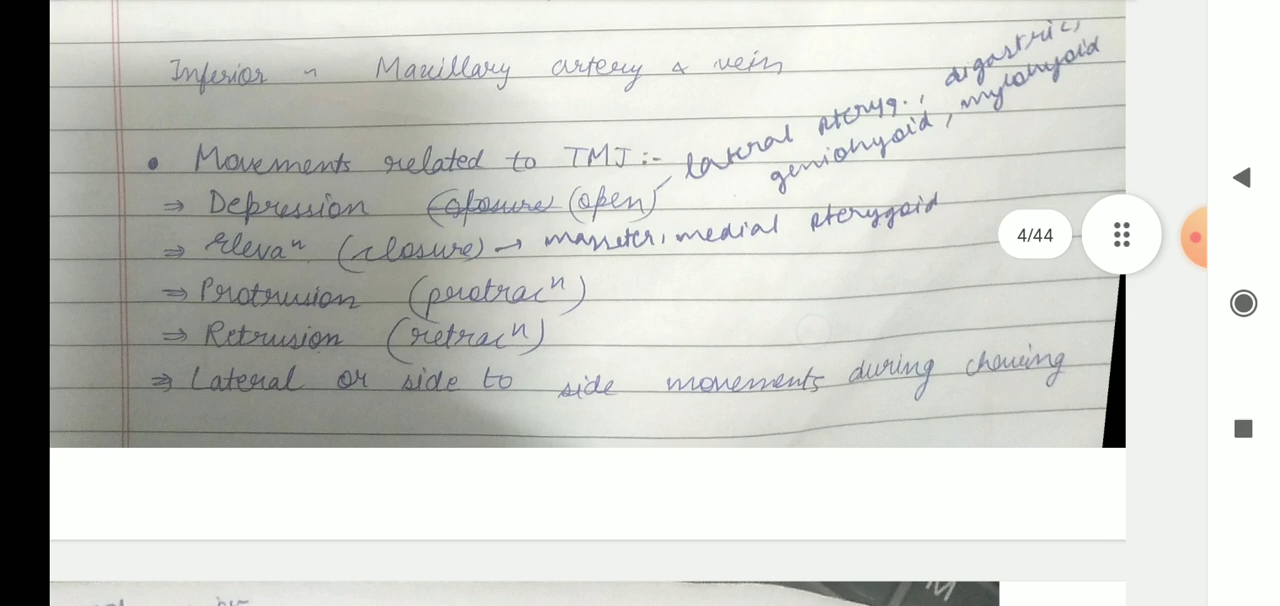 Inferior ~ Maxillary artery & vein
• Movements related to TMJ :- lateral pteryg., digastric,
geniohyoid, mylohyoid
⇒ Depression (open)
⇒ Elevaⁿ (closure) → masseter, medial pterygoid
⇒ Protrusion (protracⁿ)
⇒ Retrusion (retracⁿ)
⇒ Lateral or side to side movements during chewing
4/44